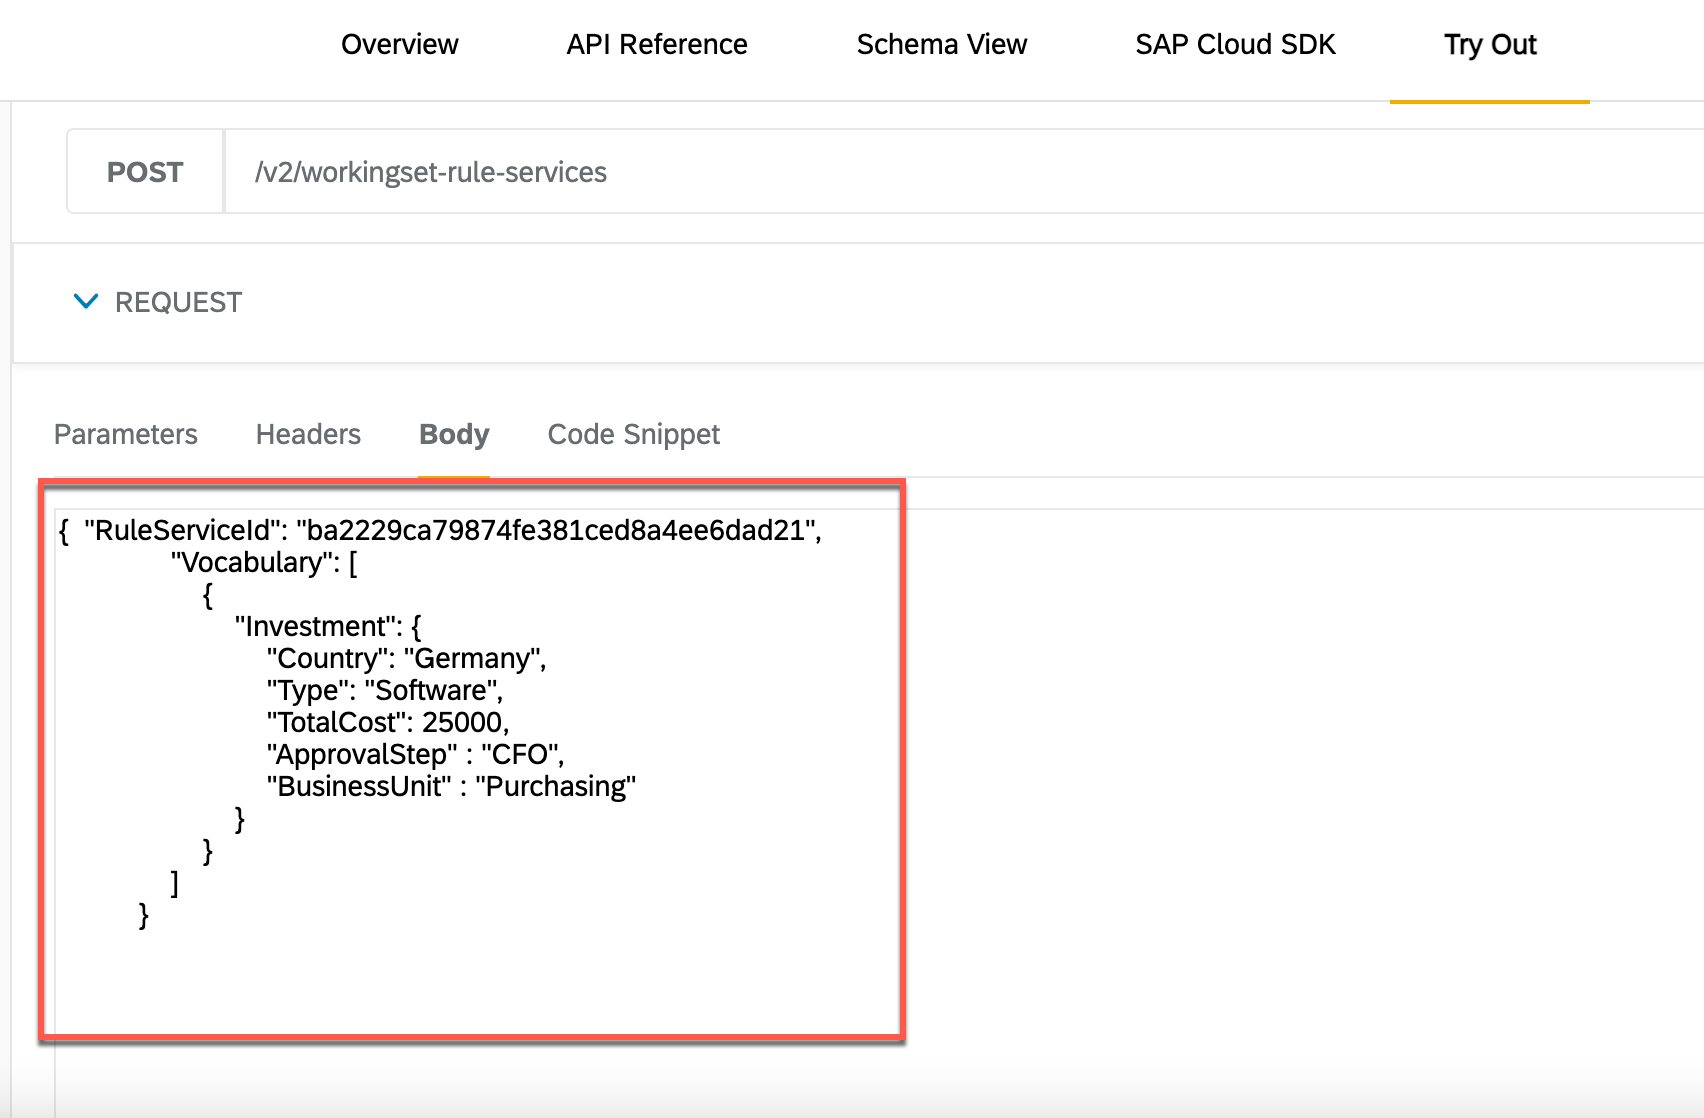 Overview API Reference Schema View SAP Cloud SDK Try Out
POST /v2/workingset-rule-services
REQUEST
Parameters Headers Body Code Snippet
{  "RuleServiceId": "ba2229ca79874fe381ced8a4ee6dad21",
"Vocabulary": [
{
"Investment": {
"Country": "Germany",
"Type": "Software",
"TotalCost": 25000,
"ApprovalStep" : "CFO",
"BusinessUnit" : "Purchasing"
}
}
]
}